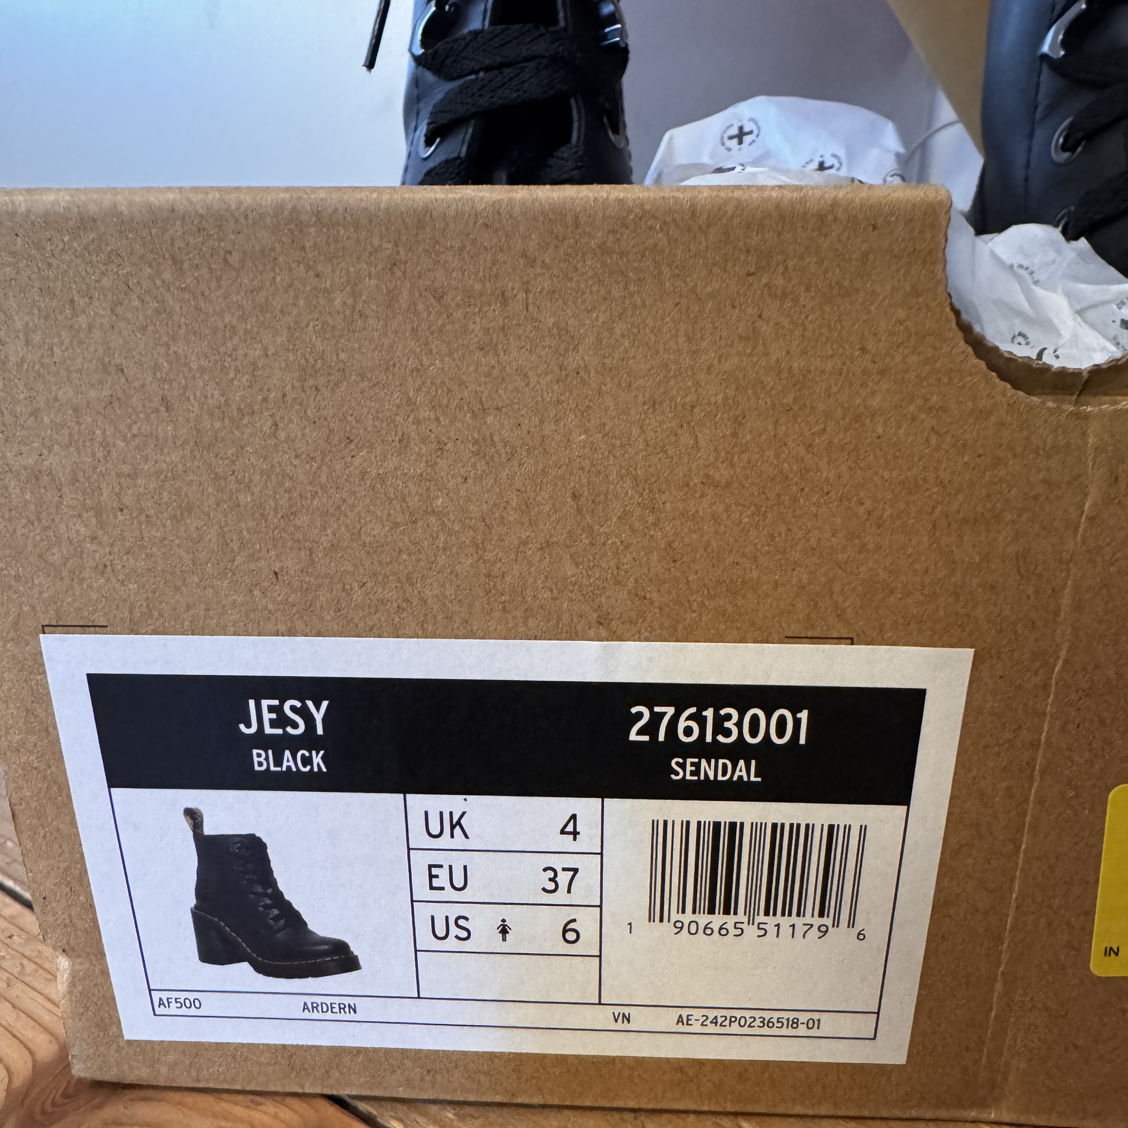 JESY
BLACK
27613001
SENDAL
UK 4
EU 37
US 6
1 90665 51179 6
AF500 ARDERN
VN AE-242P0236518-01
IN